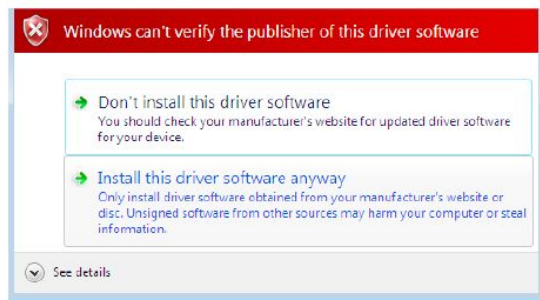 Windows can't verify the publisher of this driver software
Don't install this driver software
You should check your manufacturer's website for updated driver software
for your device.
Install this driver software anyway
Only install driver software obtained from your manufacturer's website or
disc. Unsigned software from other sources may harm your computer or steal
information.
See details